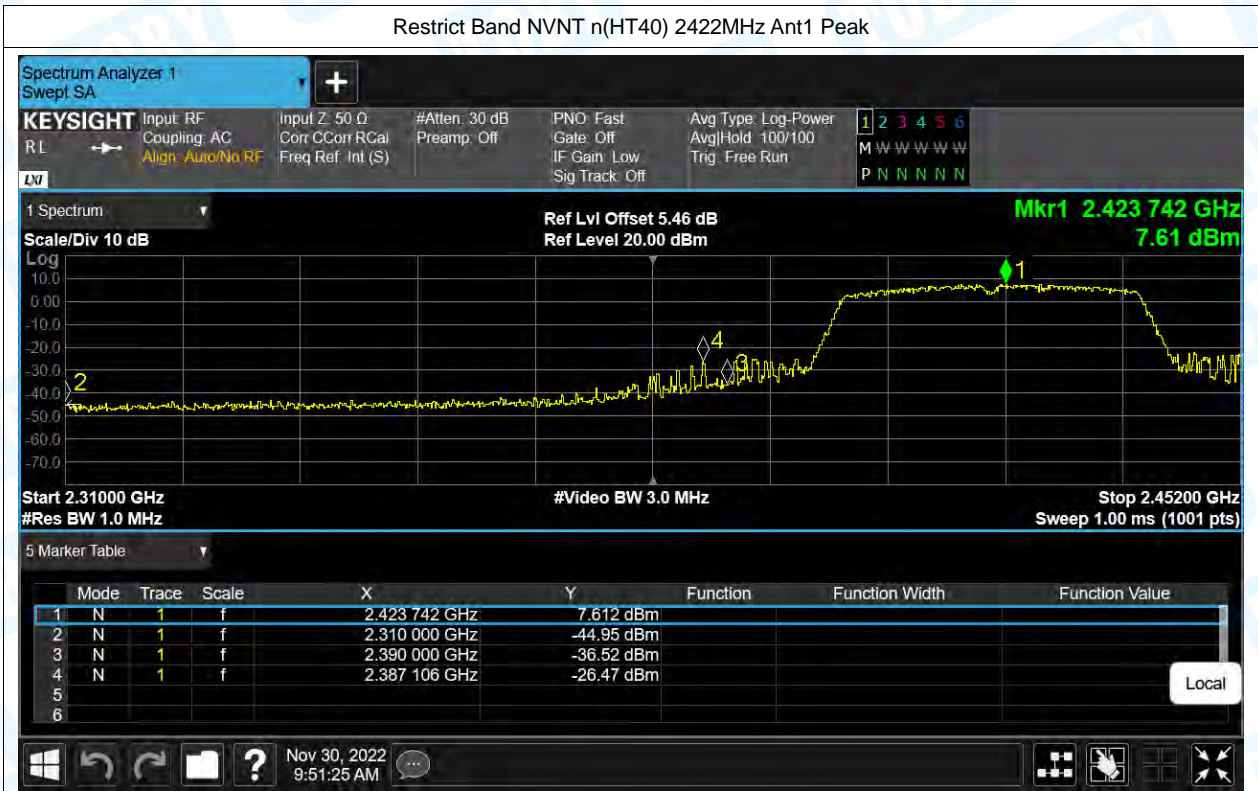 Restrict Band NVNT n(HT40) 2422MHz Ant1 Peak
Spectrum Analyzer 1
Swept SA
+
KEYSIGHT
R L
LXI
Input: RF
Coupling: AC
Align: Auto/No RF
Input Z: 50 Ω
Corr CCorr RCal
Freq Ref: Int (S)
#Atten: 30 dB
Preamp: Off
PNO: Fast
Gate: Off
IF Gain: Low
Sig Track: Off
Avg Type: Log-Power
Avg|Hold: 100/100
Trig: Free Run
1 2 3 4 5 6
M W W W W W W
P N N N N N
1 Spectrum
Scale/Div 10 dB
Ref Lvl Offset 5.46 dB
Ref Level 20.00 dBm
Mkr1 2.423 742 GHz
7.61 dBm
Log
10.0
0.00
-10.0
-20.0
-30.0
-40.0
-50.0
-60.0
-70.0
1
2
4
3
Start 2.31000 GHz
#Video BW 3.0 MHz
Stop 2.45200 GHz
#Res BW 1.0 MHz
Sweep 1.00 ms (1001 pts)
5 Marker Table
Mode Trace Scale X Y Function Function Width Function Value
1 N 1 f 2.423 742 GHz 7.612 dBm
2 N 1 f 2.310 000 GHz -44.95 dBm
3 N 1 f 2.390 000 GHz -36.52 dBm
4 N 1 f 2.387 106 GHz -26.47 dBm
5
6
Local
?
Nov 30, 2022
9:51:25 AM